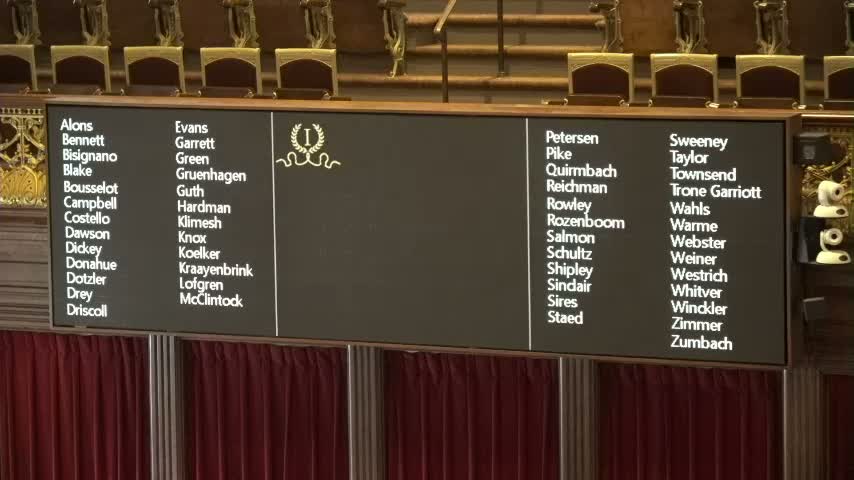 Alons
Bennett
Bisignano
Blake
Bousselot
Campbell
Costello
Dawson
Dickey
Donahue
Dotzler
Drey
Driscoll
Evans
Garrett
Green
Gruenhagen
Guth
Hardman
Klimesh
Knox
Koelker
Kraayenbrink
Lofgren
McClintock
I
Petersen
Pike
Quirmbach
Reichman
Rowley
Rozenboom
Salmon
Schultz
Shipley
Sinclair
Sires
Staed
Sweeney
Taylor
Townsend
Trone Garriott
Wahls
Warme
Webster
Weiner
Westrich
Whitver
Winckler
Zimmer
Zumbach